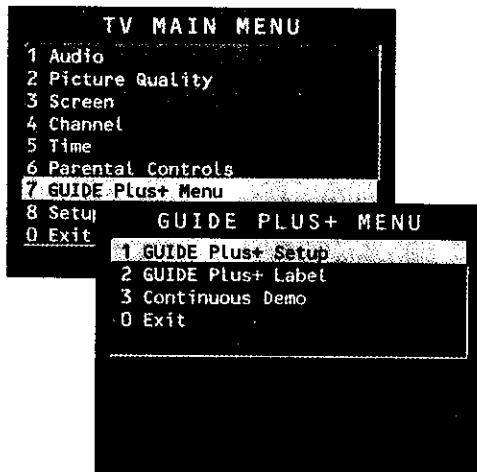 TV MAIN MENU
1 Audio
2 Picture Quality
3 Screen
4 Channel
5 Time
6 Parental Controls
7 GUIDE Plus+ Menu
8 Setup
0 Exit
GUIDE PLUS+ MENU
1 GUIDE Plus+ Setup
2 GUIDE Plus+ Label
3 Continuous Demo
0 Exit